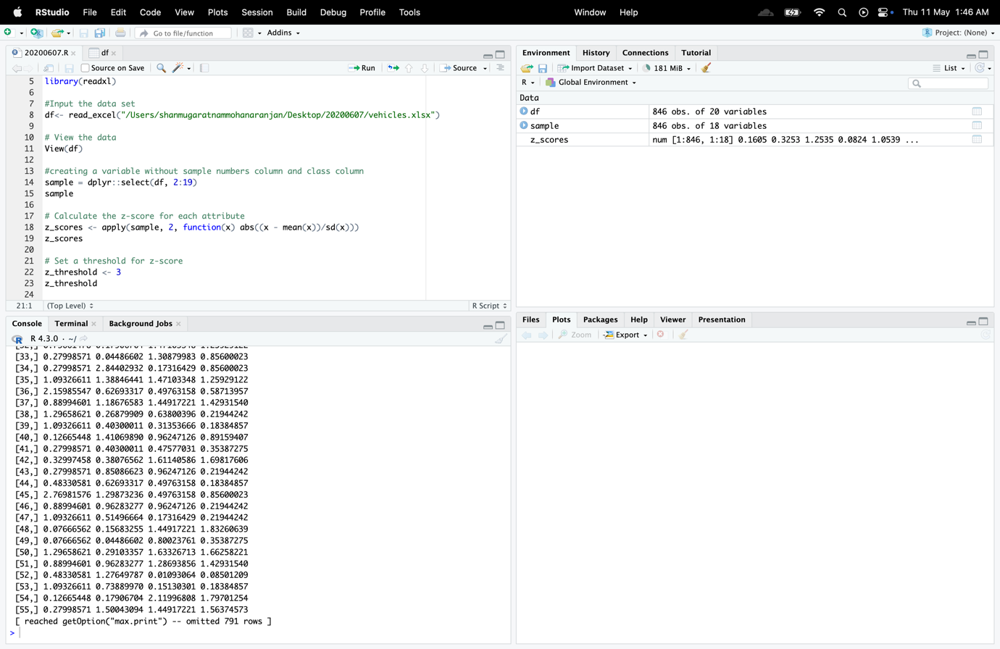 RStudio File Edit Code View Plots Session Build Debug Profile Tools Window Help Thu 11 May 1:46 AM
Go to file/function Addins Project: (None)
20200607.R df
Source on Save Run Source
5 library(readxl)
6
7 #Input the data set
8 df<- read_excel("/Users/shanmugaratnammohanaranjan/Desktop/20200607/vehicles.xlsx")
9
10 # View the data
11 View(df)
12
13 #creating a variable without sample numbers column and class column
14 sample = dplyr::select(df, 2:19)
15 sample
16
17 # Calculate the z-score for each attribute
18 z_scores <- apply(sample, 2, function(x) abs((x - mean(x))/sd(x)))
19 z_scores
20
21 # Set a threshold for z-score
22 z_threshold <- 3
23 z_threshold
24
21:1 (Top Level) R Script
Console Terminal Background Jobs
R 4.3.0 · ~/
[33,] 0.27998571 0.04486602 1.30879983 0.85600023
[34,] 0.27998571 2.84402932 0.17316429 0.85600023
[35,] 1.09326611 1.38846441 1.47103348 1.25929122
[36,] 2.15985547 0.62693317 0.49763158 0.58713957
[37,] 0.88994601 1.18676583 1.44917221 1.42931540
[38,] 1.29658621 0.26879909 0.63800396 0.21944242
[39,] 1.09326611 0.40300011 0.31353666 0.18384857
[40,] 0.12665448 1.41069890 0.96247126 0.89159407
[41,] 0.27998571 0.40300011 0.47577031 0.35387275
[42,] 0.32997458 0.38076562 1.61140586 1.69817606
[43,] 0.27998571 0.85086623 0.96247126 0.21944242
[44,] 0.48330581 0.62693317 0.49763158 0.18384857
[45,] 2.76981576 1.29873236 0.49763158 0.85600023
[46,] 0.88994601 0.96283277 0.96247126 0.21944242
[47,] 1.09326611 0.51496664 0.17316429 0.21944242
[48,] 0.07666562 0.15683255 1.44917221 1.83260639
[49,] 0.07666562 0.04486602 0.80023761 0.35387275
[50,] 1.29658621 0.29103357 1.63326713 1.66258221
[51,] 0.88994601 0.96283277 1.28693856 1.42931540
[52,] 0.48330581 1.27649787 0.01093064 0.08501209
[53,] 1.09326611 0.73889970 0.15130301 0.18384857
[54,] 0.12665448 0.17906704 2.11996808 1.79701254
[55,] 0.27998571 1.50043094 1.44917221 1.56374573
[ reached getOption("max.print") -- omitted 791 rows ]
>
Environment History Connections Tutorial
Import Dataset 181 MiB List
R Global Environment
Data
df 846 obs. of 20 variables
sample 846 obs. of 18 variables
z_scores num [1:846, 1:18] 0.1605 0.3253 1.2535 0.0824 1.0539 ...
Files Plots Packages Help Viewer Presentation
Zoom Export